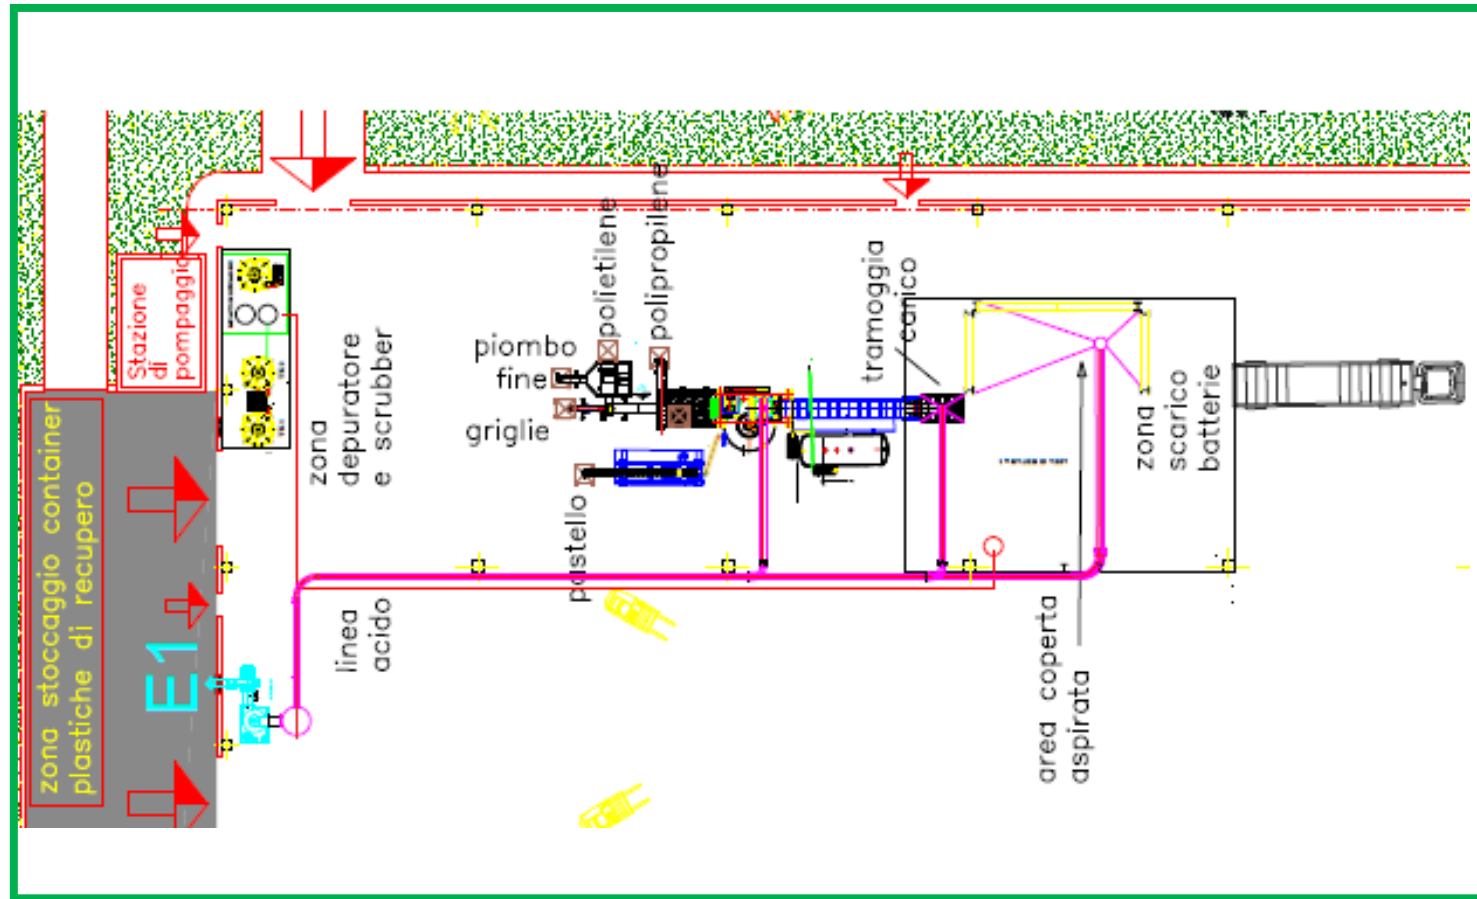 zona stoccaggio container
plastiche di recupero
Stazione
di
pompaggio
E1
zona
depuratore
e scrubber
linea
acido
piombo
fine
griglie
pastello
polietilene
polipropilene
tramoggia
carico
zona
scarico
batterie
area coperta
aspirata